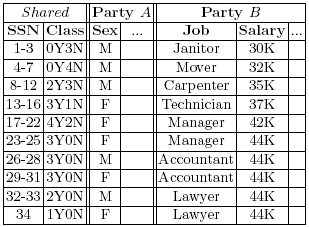 Shared Party A Party B
SSN Class Sex ... Job Salary ...
1-3 0Y3N M Janitor 30K
4-7 0Y4N M Mover 32K
8-12 2Y3N M Carpenter 35K
13-16 3Y1N F Technician 37K
17-22 4Y2N F Manager 42K
23-25 3Y0N F Manager 44K
26-28 3Y0N M Accountant 44K
29-31 3Y0N F Accountant 44K
32-33 2Y0N M Lawyer 44K
34 1Y0N F Lawyer 44K